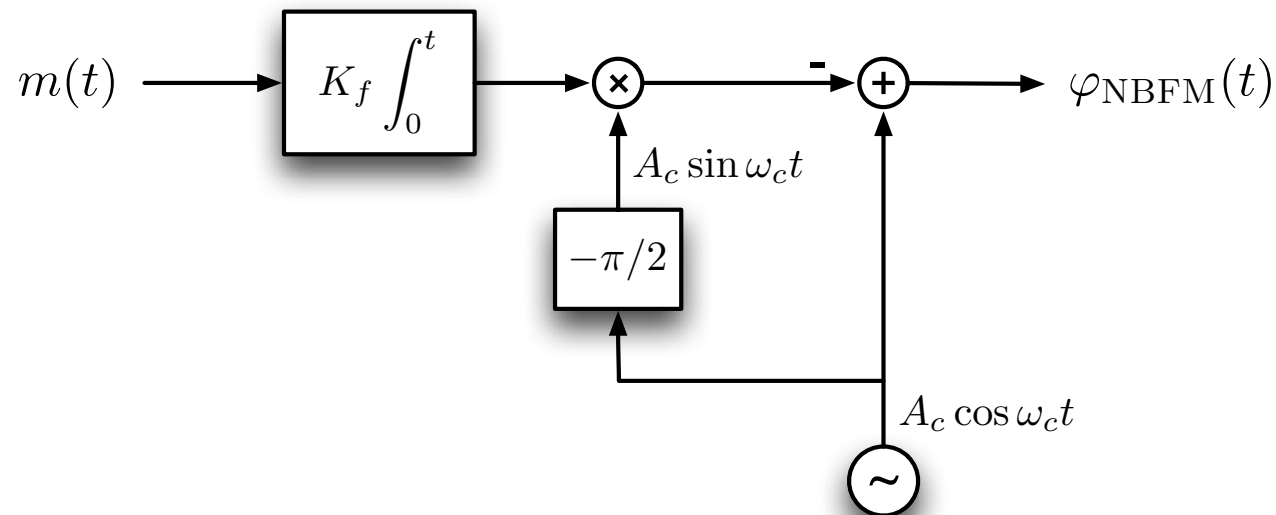 m(t)
K_f ∫_0^t
×
-
+
φ_NBFM(t)
A_c sin ω_c t
−π/2
A_c cos ω_c t
~